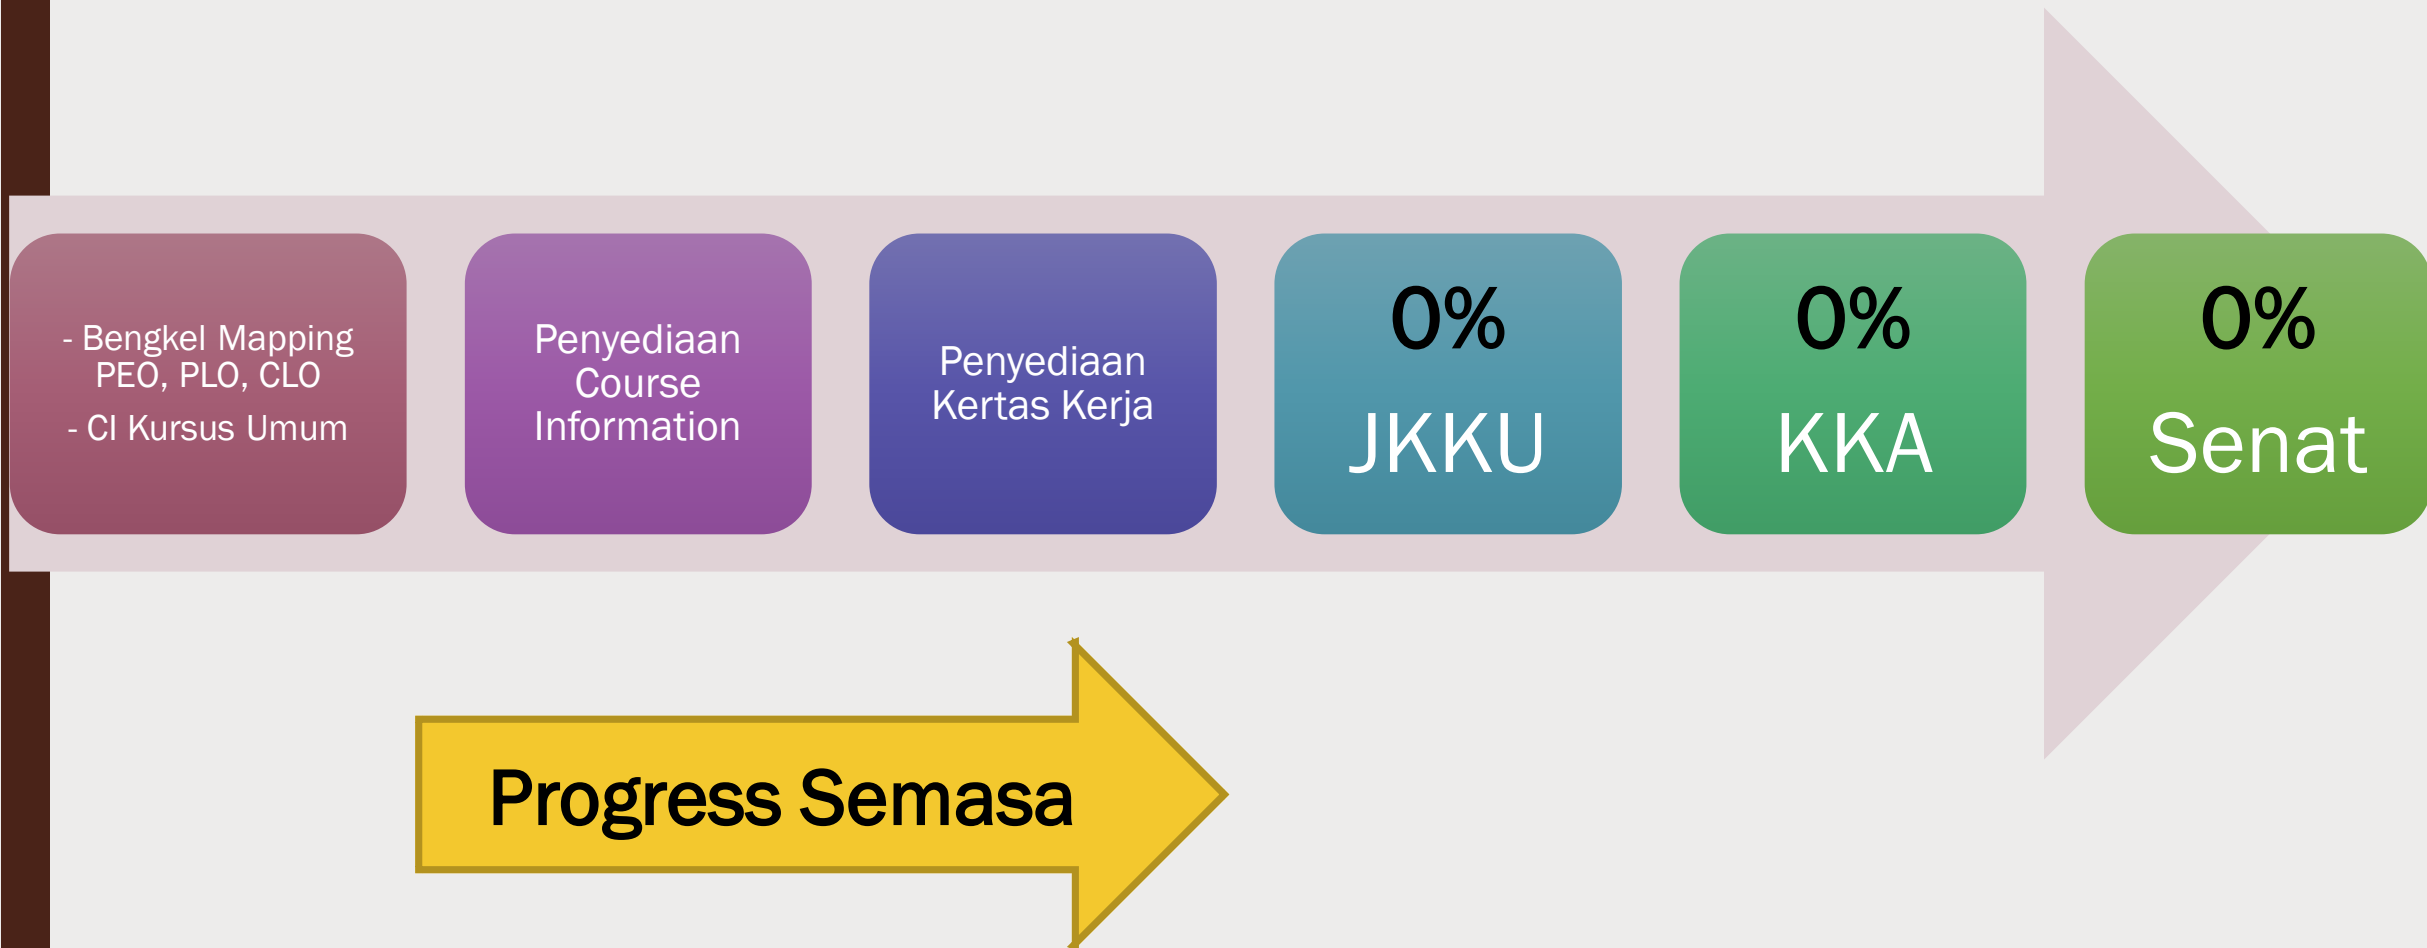 - Bengkel Mapping
PEO, PLO, CLO
- CI Kursus Umum
Penyediaan
Course
Information
Penyediaan
Kertas Kerja
0%
JKKU
0%
KKA
0%
Senat
Progress Semasa